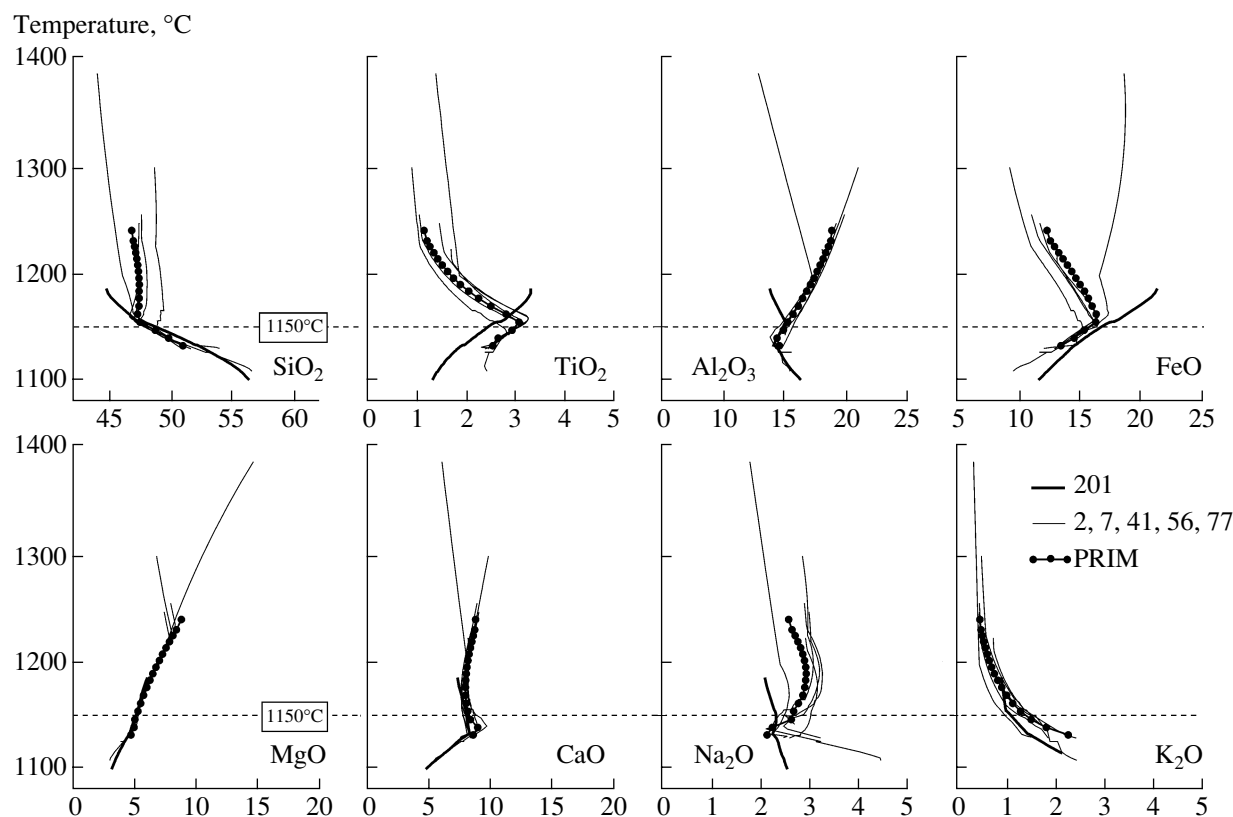 Temperature, °C
1400
1300
1200
1100
1150°C
SiO2
TiO2
Al2O3
FeO
45 50 55 60
0 1 2 3 4 5
0 5 10 15 20 25
5 10 15 20 25
1400
1300
1200
1100
201
2, 7, 41, 56, 77
PRIM
1150°C
MgO
CaO
Na2O
K2O
0 5 10 15 20
0 5 10 15 20
0 1 2 3 4 5
0 1 2 3 4 5